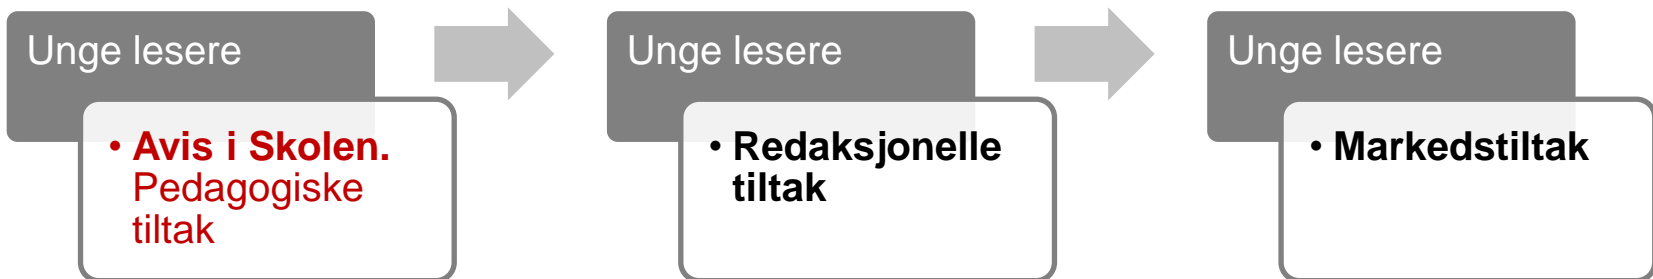 Unge lesere
• Avis i Skolen.
Pedagogiske
tiltak
Unge lesere
• Redaksjonelle
tiltak
Unge lesere
• Markedstiltak